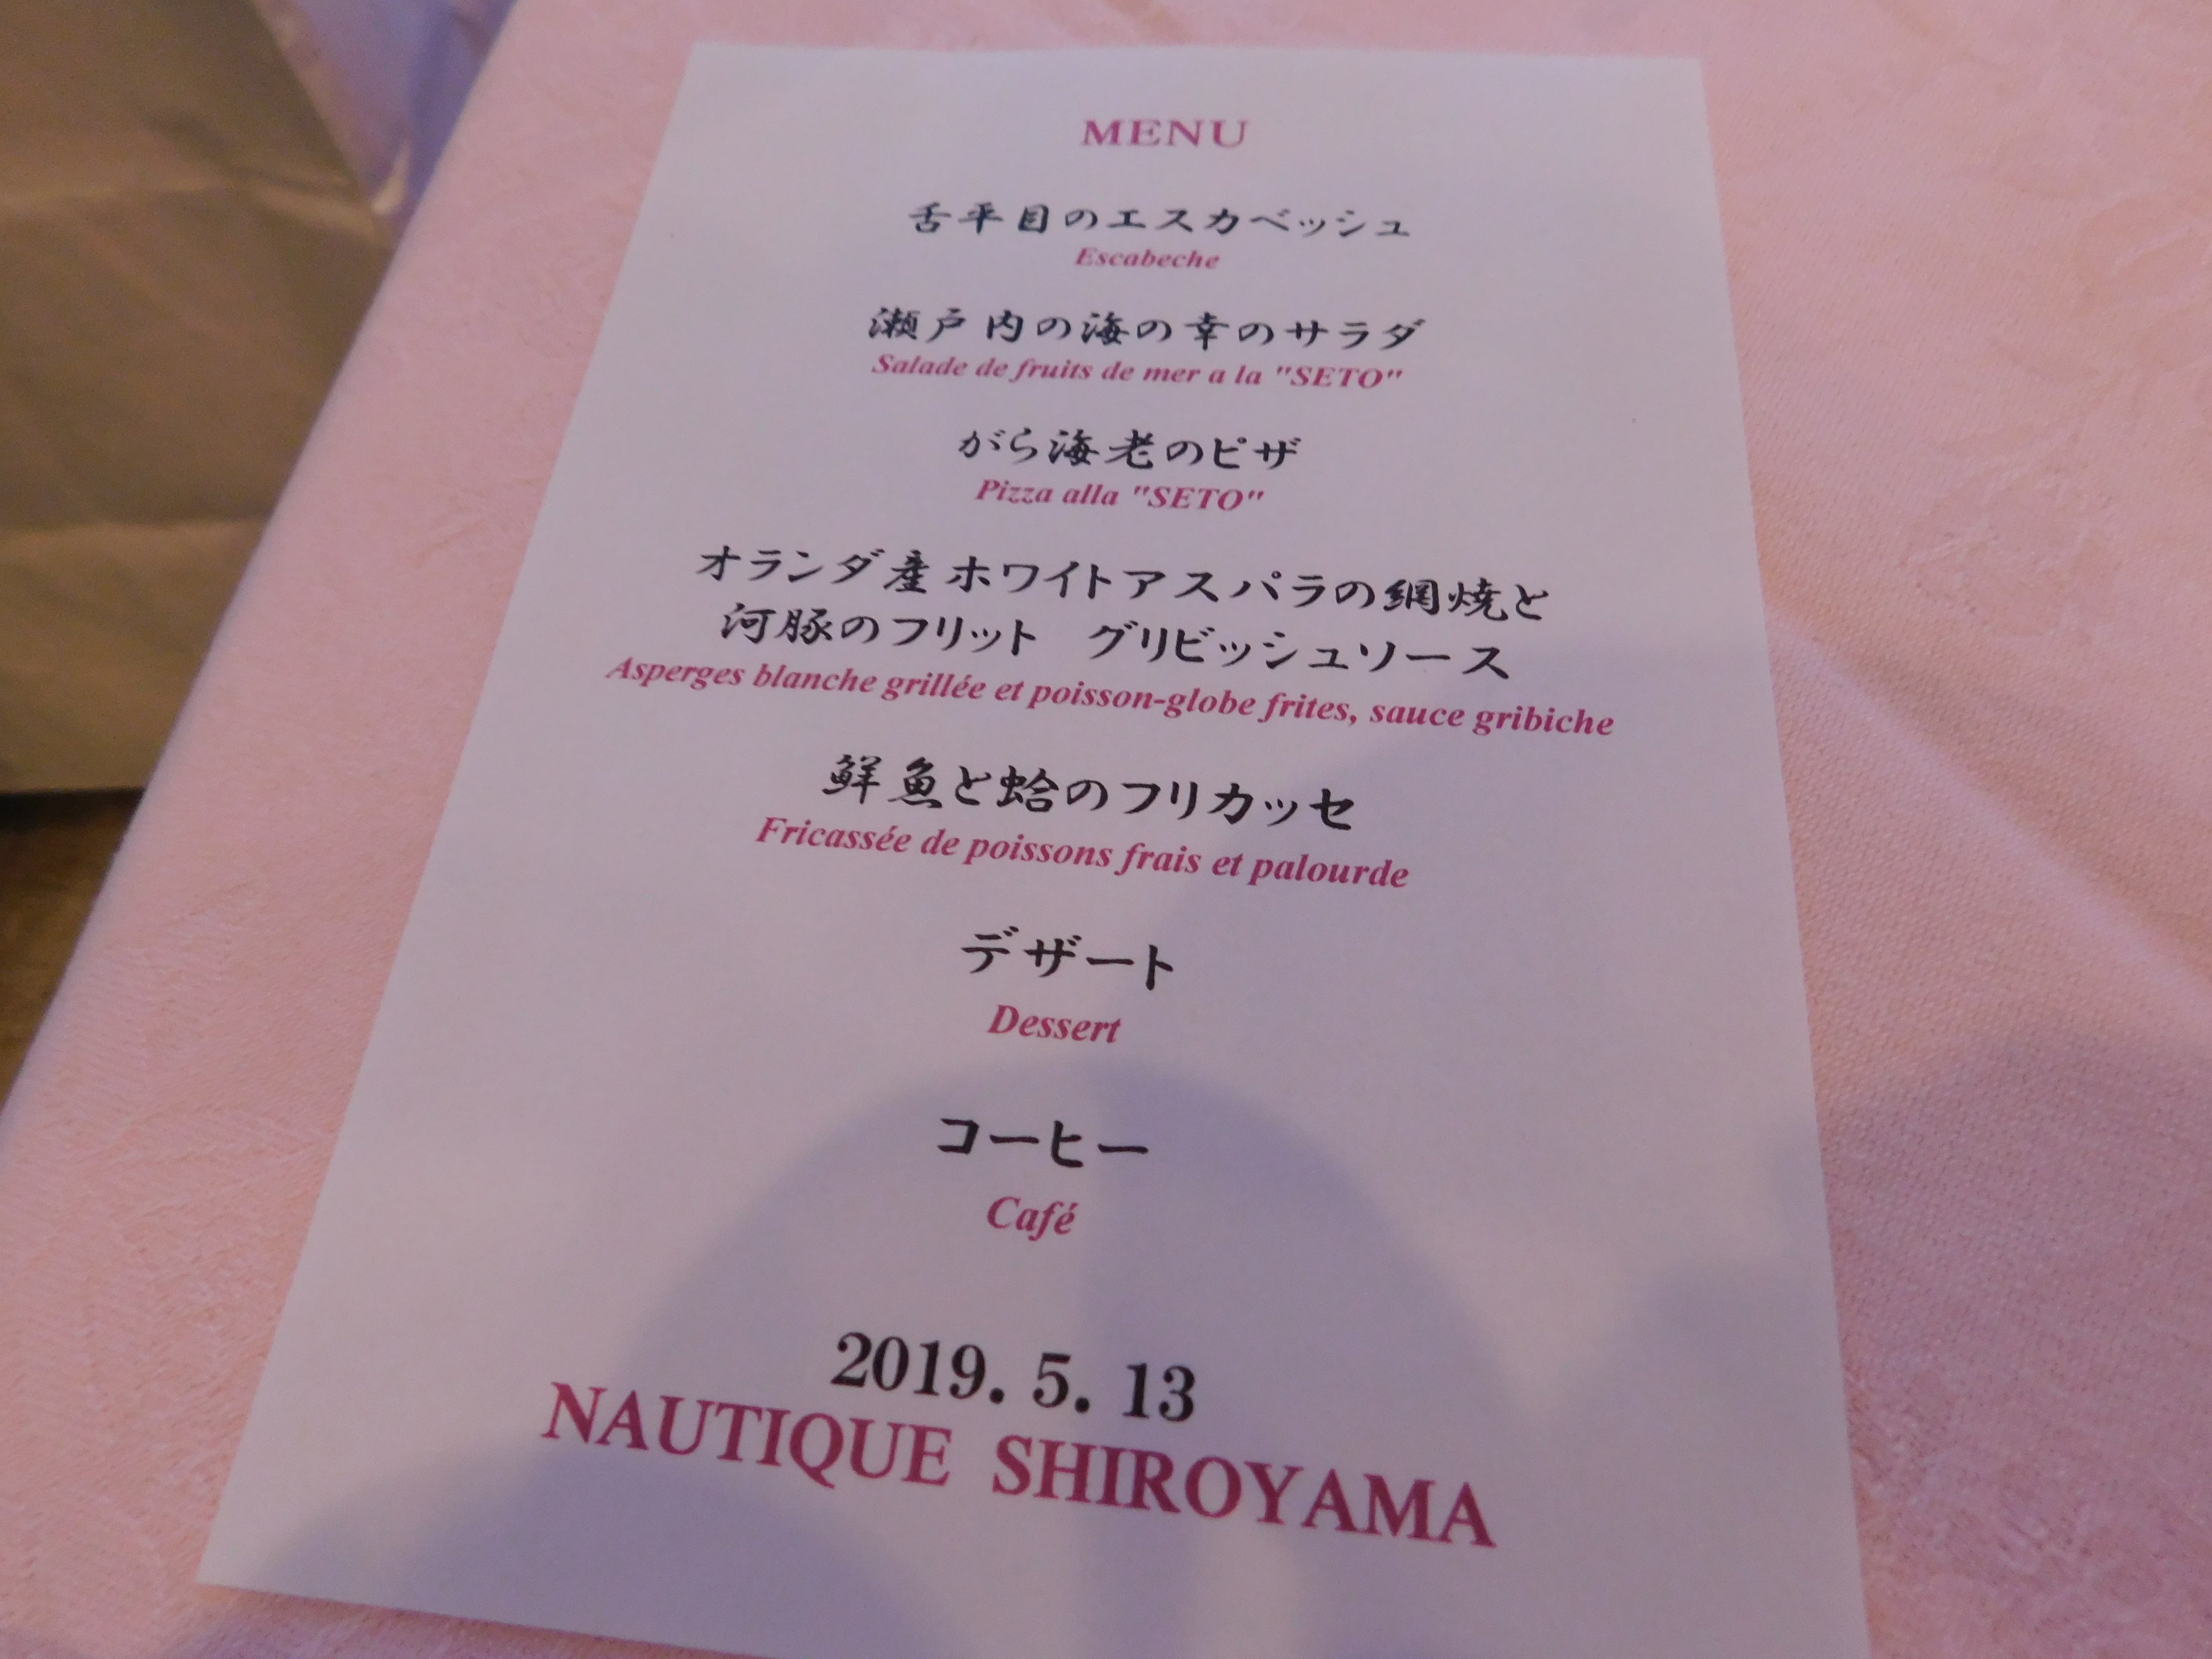 MENU
舌平目のエスカベッシュ
Escabeche
瀬戸内の海の幸のサラダ
Salade de fruits de mer a la "SETO"
がら海老のピザ
Pizza alla "SETO"
オランダ産ホワイトアスパラの網焼と
河豚のフリット　グリビッシュソース
Asperges blanche grillée et poisson-globe frites, sauce gribiche
鮮魚と蛤のフリカッセ
Fricassée de poissons frais et palourde
デザート
Dessert
コーヒー
Café
2019. 5. 13
NAUTIQUE SHIROYAMA